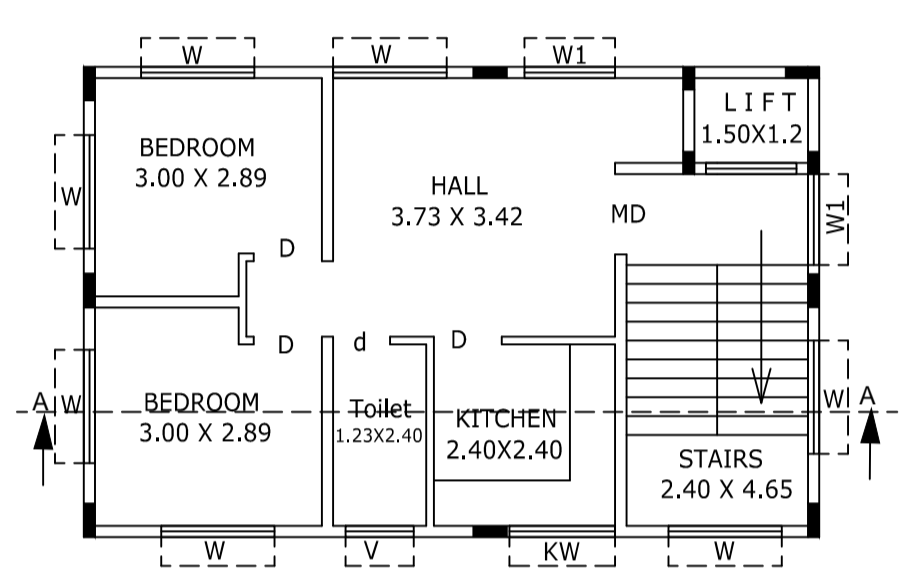 W
W
W1
L I F T
1.50X1.2
BEDROOM
3.00 X 2.89
HALL
3.73 X 3.42
W
MD
W1
D
D
d
D
A
W
BEDROOM
3.00 X 2.89
Toilet
1.23X2.40
KITCHEN
2.40X2.40
W
A
STAIRS
2.40 X 4.65
W
V
KW
W